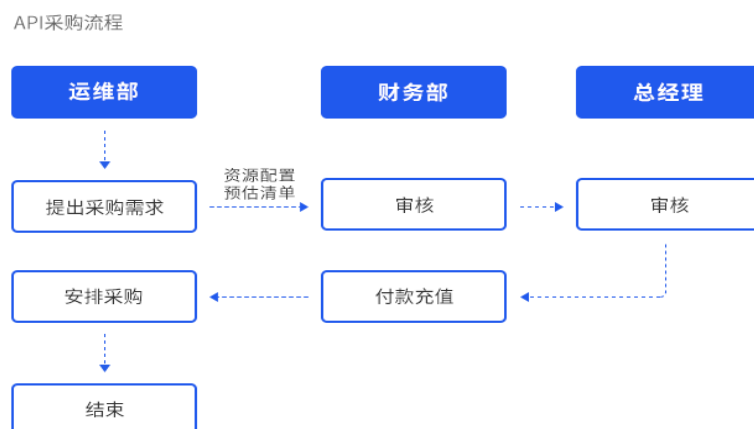 API采购流程
运维部
财务部
总经理
资源配置
预估清单
提出采购需求
审核
审核
安排采购
付款充值
结束